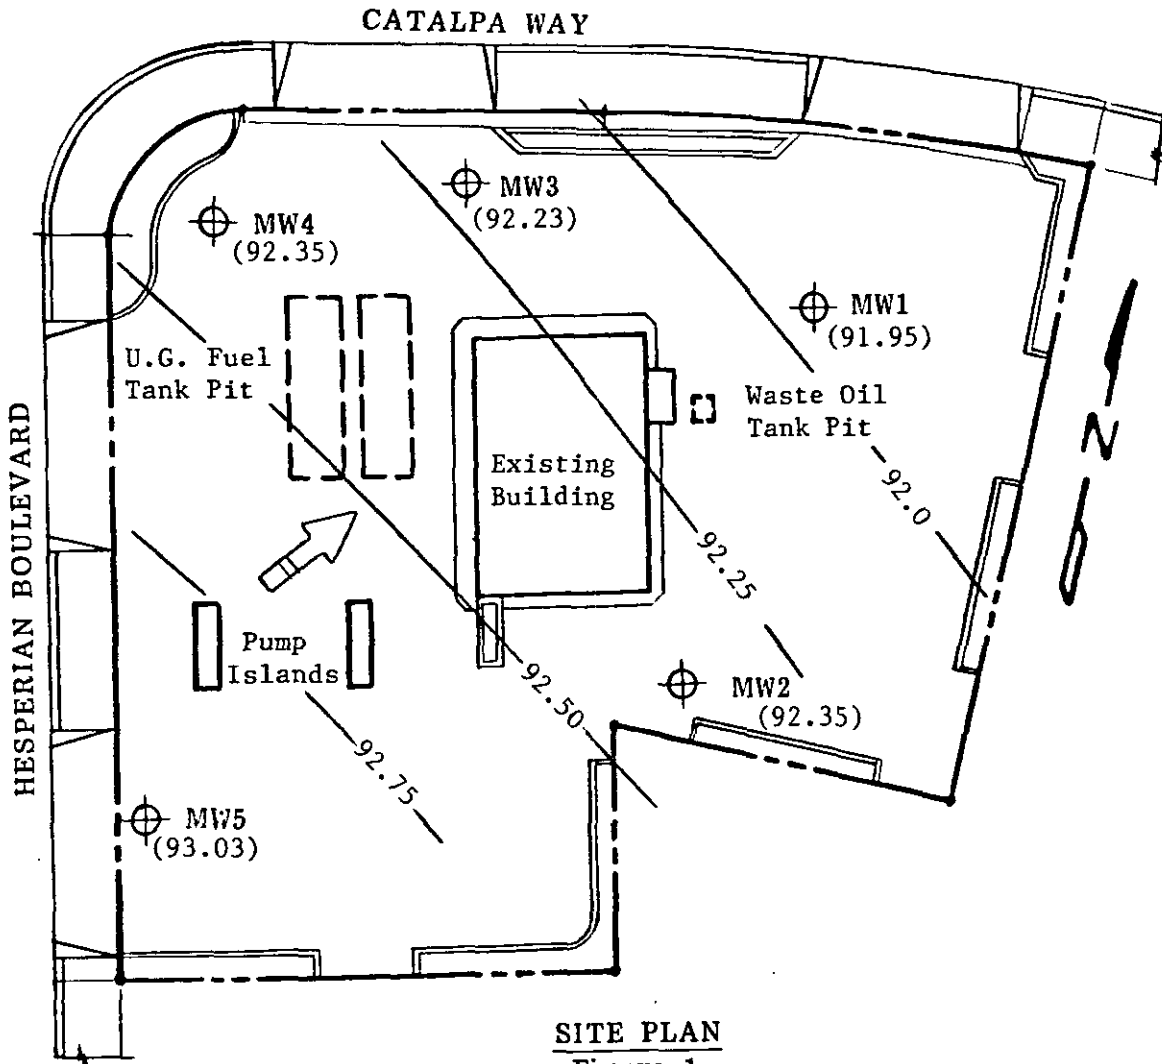 CATALPA WAY
MW3
(92.23)
MW4
(92.35)
MW1
(91.95)
U.G. Fuel
Tank Pit
Waste Oil
Tank Pit
HESPERIAN BOULEVARD
Existing
Building
N
92.0
92.25
Pump
Islands
92.50
MW2
(92.35)
92.75
MW5
(93.03)
SITE PLAN
Figure 1